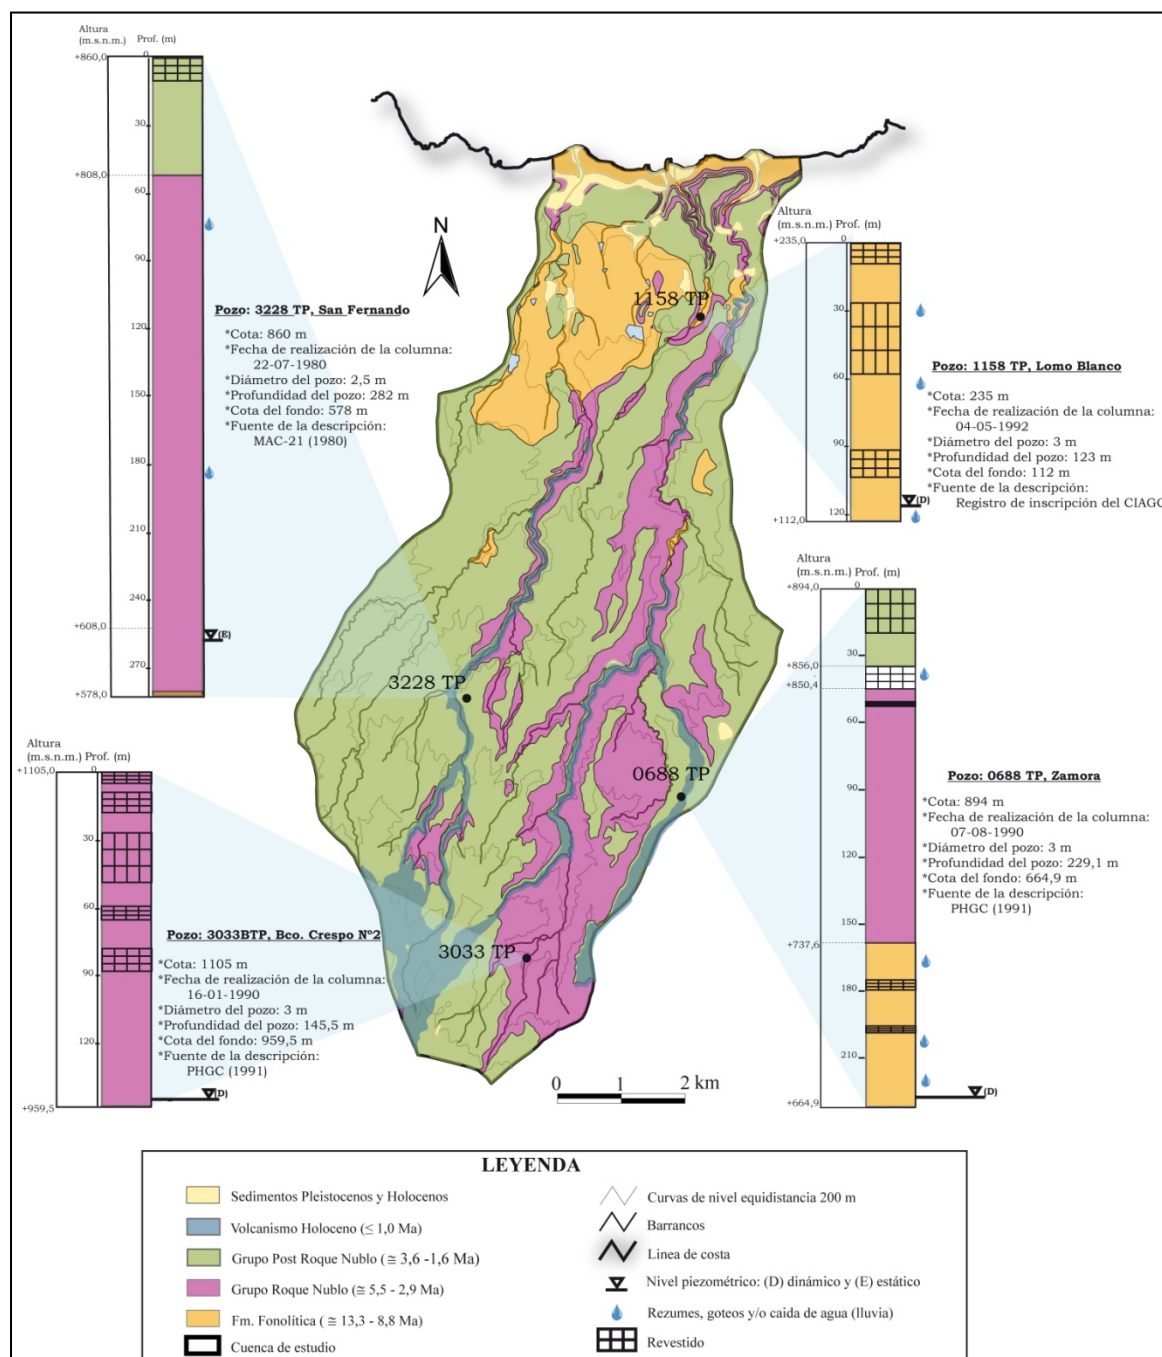 Altura
(m.s.n.m.) Prof. (m)
+860,0
0
30
+808,0
60
90
120
150
180
210
240
+608,0
(E)
270
+578,0
Pozo: 3228 TP, San Fernando
*Cota: 860 m
*Fecha de realización de la columna:
22-07-1980
*Diámetro del pozo: 2,5 m
*Profundidad del pozo: 282 m
*Cota del fondo: 578 m
*Fuente de la descripción:
MAC-21 (1980)
N
1158 TP
3228 TP
0688 TP
3033 TP
0 1 2 km
Altura
(m.s.n.m.) Prof. (m)
+235,0
0
30
60
90
120
(D)
+112,0
Pozo: 1158 TP, Lomo Blanco
*Cota: 235 m
*Fecha de realización de la columna:
04-05-1992
*Diámetro del pozo: 3 m
*Profundidad del pozo: 123 m
*Cota del fondo: 112 m
*Fuente de la descripción:
Registro de inscripción del CIAGC
Altura
(m.s.n.m.) Prof. (m)
+894,0
0
30
+856,0
+850,4
60
90
120
150
+737,6
180
210
(D)
+664,9
Pozo: 0688 TP, Zamora
*Cota: 894 m
*Fecha de realización de la columna:
07-08-1990
*Diámetro del pozo: 3 m
*Profundidad del pozo: 229,1 m
*Cota del fondo: 664,9 m
*Fuente de la descripción:
PHGC (1991)
Altura
(m.s.n.m.) Prof. (m)
+1105,0
0
30
60
90
120
(D)
+959,5
Pozo: 3033BTP, Bco. Crespo Nº2
*Cota: 1105 m
*Fecha de realización de la columna:
16-01-1990
*Diámetro del pozo: 3 m
*Profundidad del pozo: 145,5 m
*Cota del fondo: 959,5 m
*Fuente de la descripción:
PHGC (1991)
LEYENDA
Sedimentos Pleistocenos y Holocenos
Volcanismo Holoceno (≤ 1,0 Ma)
Grupo Post Roque Nublo (≅ 3,6 -1,6 Ma)
Grupo Roque Nublo (≅ 5,5 - 2,9 Ma)
Fm. Fonolítica (≅ 13,3 - 8,8 Ma)
Cuenca de estudio
Curvas de nivel equidistancia 200 m
Barrancos
Linea de costa
Nivel piezométrico: (D) dinámico y (E) estático
Rezumes, goteos y/o caida de agua (lluvia)
Revestido